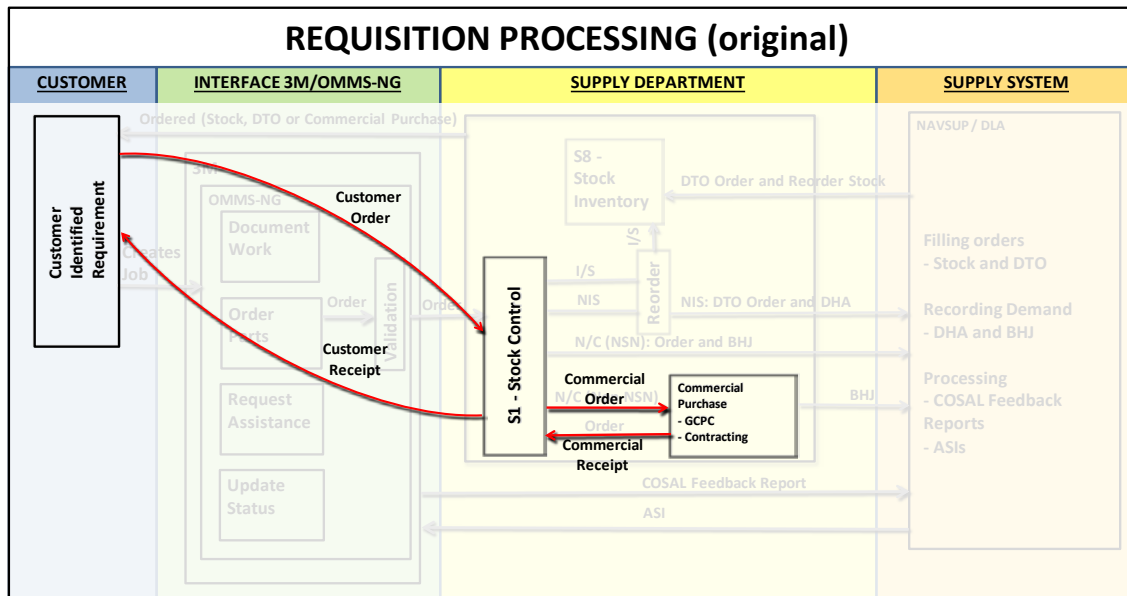 REQUISITION PROCESSING (original)
CUSTOMER
INTERFACE 3M/OMMS-NG
SUPPLY DEPARTMENT
SUPPLY SYSTEM
Ordered (Stock, DTO or Commercial Purchase)
NAVSUP / DLA
Customer
Identified
Requirement
Creates
Job
3M
OMMS-NG
Document
Work
Order
Parts
Request
Assistance
Update
Status
Order
Validation
Order
Customer
Order
Customer
Receipt
S1 - Stock Control
S8 -
Stock
Inventory
I/S
I/S
NIS
Reorder
DTO Order and Reorder Stock
NIS: DTO Order and DHA
N/C (NSN): Order and BHJ
N/C (      NSN)
Order
Commercial
Order
Commercial
Receipt
Commercial
Purchase
- GCPC
- Contracting
BHJ
COSAL Feedback Report
ASI
Filling orders
- Stock and DTO
Recording Demand
- DHA and BHJ
Processing
- COSAL Feedback
Reports
- ASIs